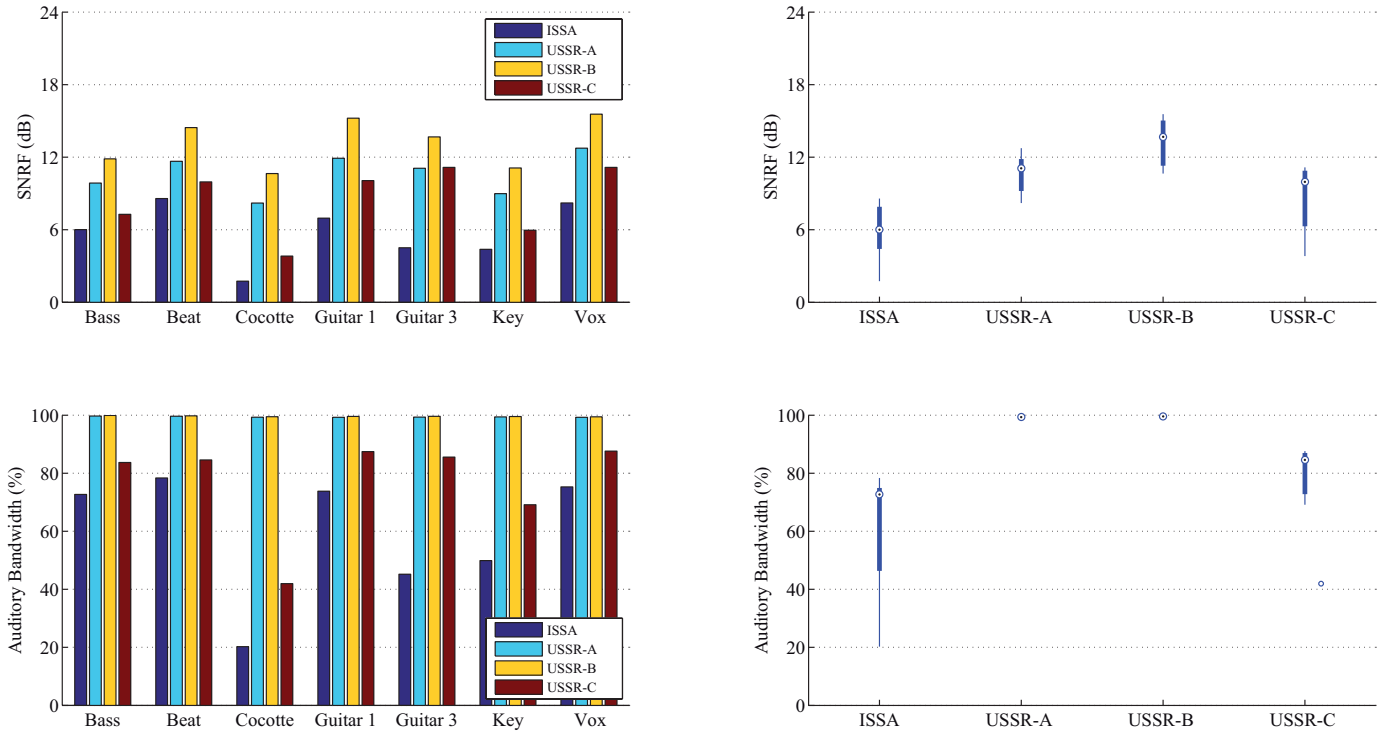 24
18
12
6
0
SNRF (dB)
ISSA
USSR-A
USSR-B
USSR-C
Bass Beat Cocotte Guitar 1 Guitar 3 Key Vox
24
18
12
6
0
SNRF (dB)
ISSA USSR-A USSR-B USSR-C
100
80
60
40
20
0
Auditory Bandwidth (%)
ISSA
USSR-A
USSR-B
USSR-C
Bass Beat Cocotte Guitar 1 Guitar 3 Key Vox
100
80
60
40
20
0
Auditory Bandwidth (%)
ISSA USSR-A USSR-B USSR-C